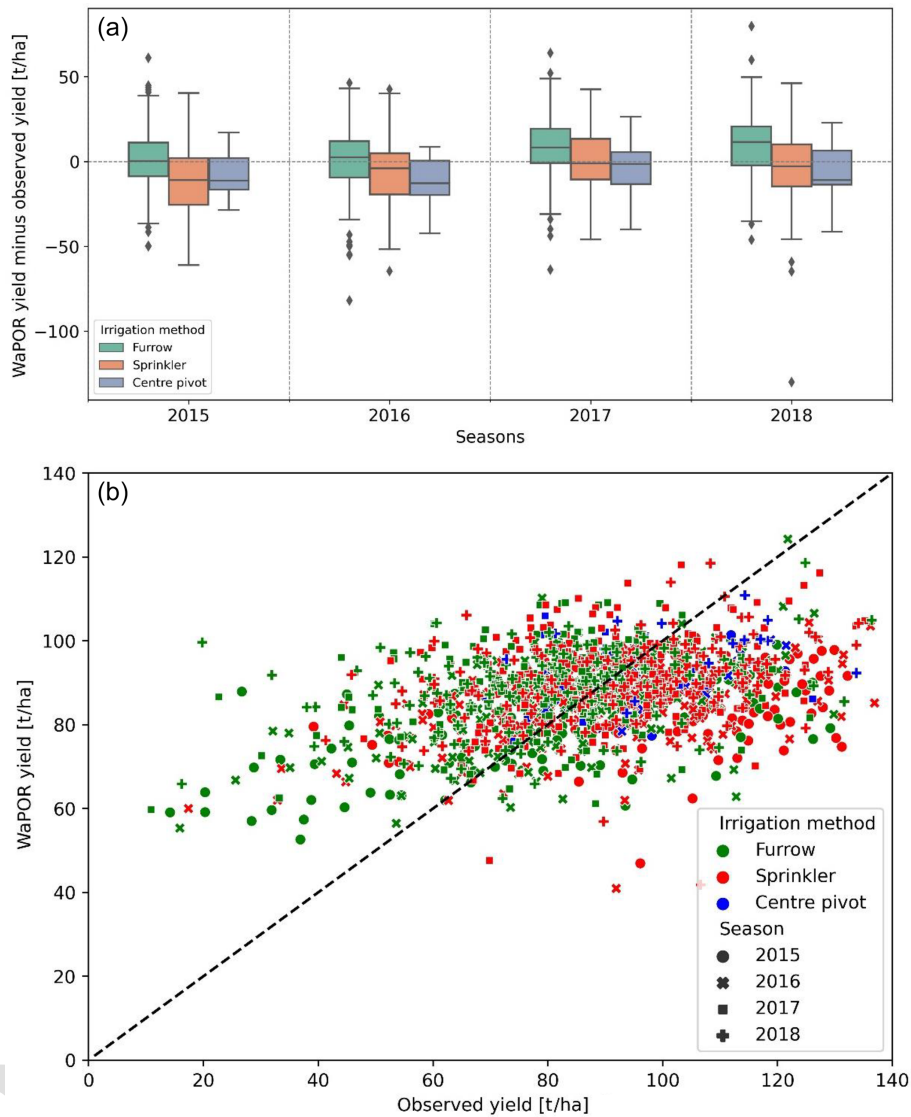 (a)
WaPOR yield minus observed yield [t/ha]
50
0
−50
−100
Irrigation method
Furrow
Sprinkler
Centre pivot
2015
2016
2017
2018
Seasons
(b)
WaPOR yield [t/ha]
140
120
100
80
60
40
20
0
Irrigation method
Furrow
Sprinkler
Centre pivot
Season
2015
2016
2017
2018
0
20
40
60
80
100
120
140
Observed yield [t/ha]